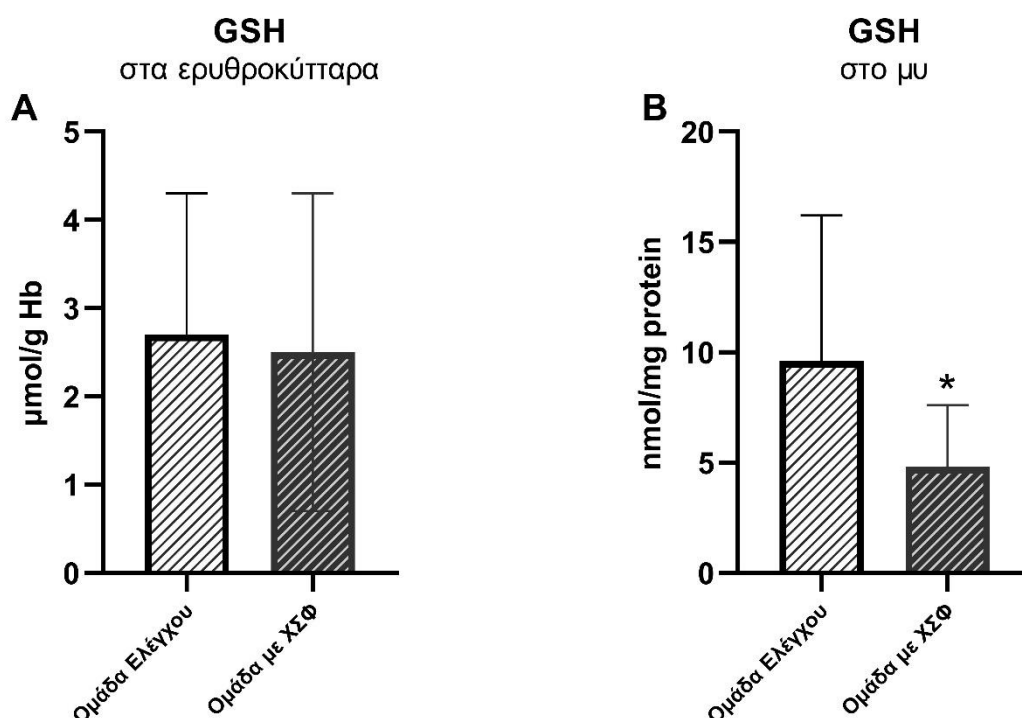 GSH
στα ερυθροκύτταρα
A
μmol/g Hb
5
4
3
2
1
0
Ομάδα Ελέγχου
Ομάδα με ΧΣΦ
GSH
στο μυ
B
nmol/mg protein
20
15
10
5
0
*
Ομάδα Ελέγχου
Ομάδα με ΧΣΦ